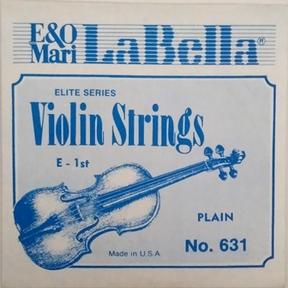 E&O Mari LaBella®
ELITE SERIES
Violin Strings
E - 1st
PLAIN
Made in U.S.A
No. 631